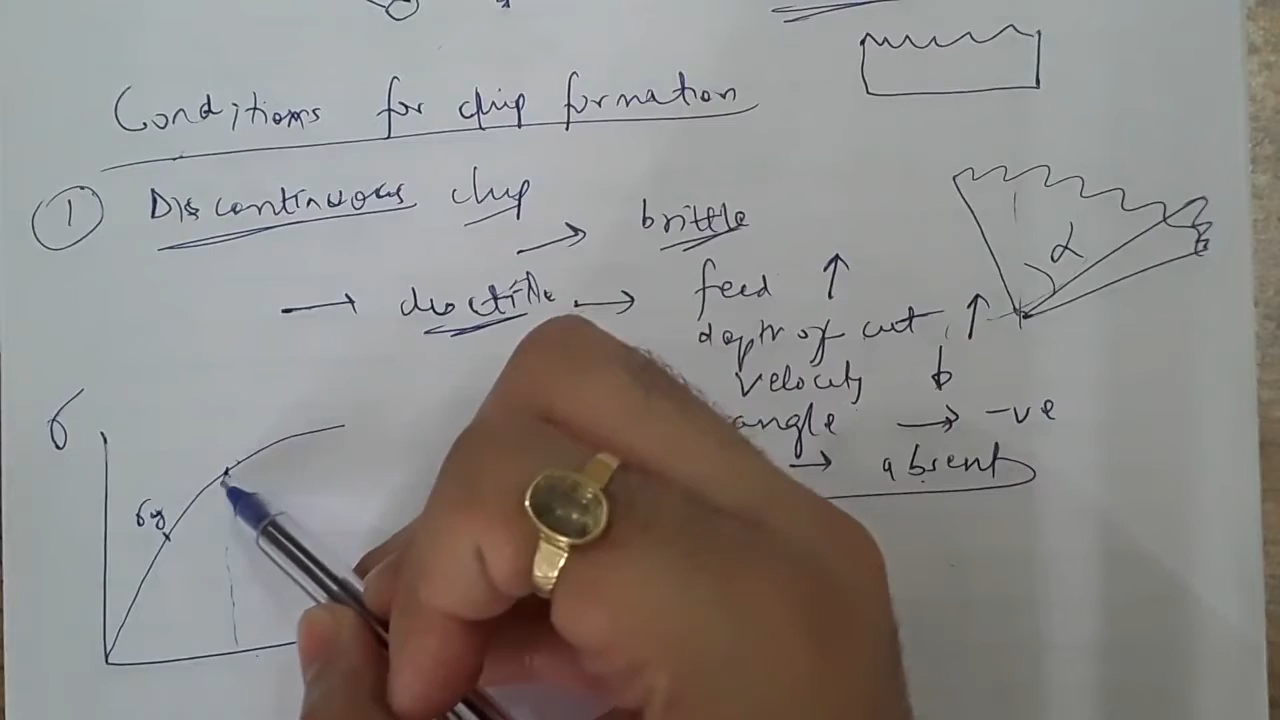 Conditions for chip formation
① Discontinuous chip
→ brittle
→ ductile → feed ↑
depth of cut ↑
velocity ↓
angle → -ve
→ absent
α
σ
σy